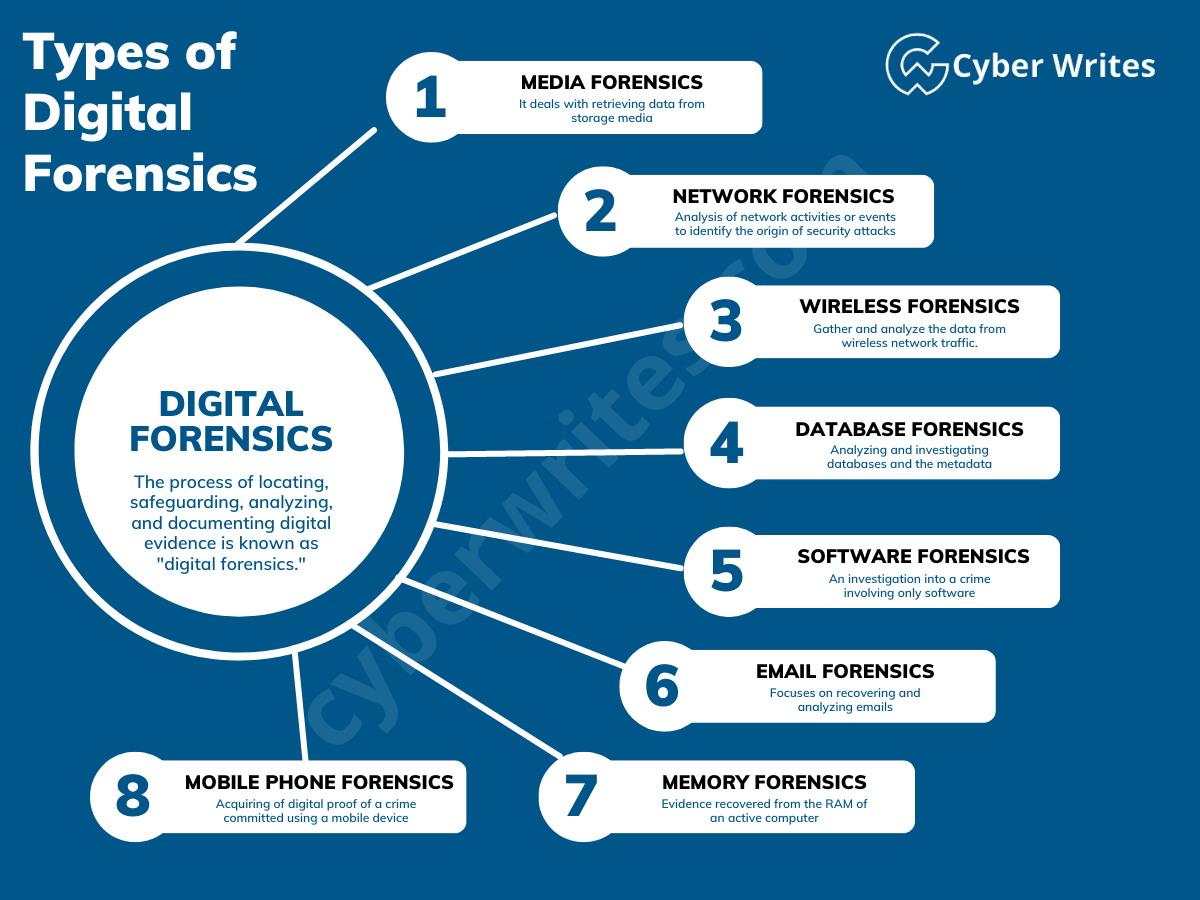 Types of
Digital
Forensics
Cyber Writes
1
MEDIA FORENSICS
It deals with retrieving data from
storage media
2
NETWORK FORENSICS
Analysis of network activities or events
to identify the origin of security attacks
3
WIRELESS FORENSICS
Gather and analyze the data from
wireless network traffic.
4
DATABASE FORENSICS
Analyzing and investigating
databases and the metadata
5
SOFTWARE FORENSICS
An investigation into a crime
involving only software
6
EMAIL FORENSICS
Focuses on recovering and
analyzing emails
7
MEMORY FORENSICS
Evidence recovered from the RAM of
an active computer
8
MOBILE PHONE FORENSICS
Acquiring of digital proof of a crime
committed using a mobile device
DIGITAL
FORENSICS
The process of locating,
safeguarding, analyzing,
and documenting digital
evidence is known as
"digital forensics."
cyberwrites.com